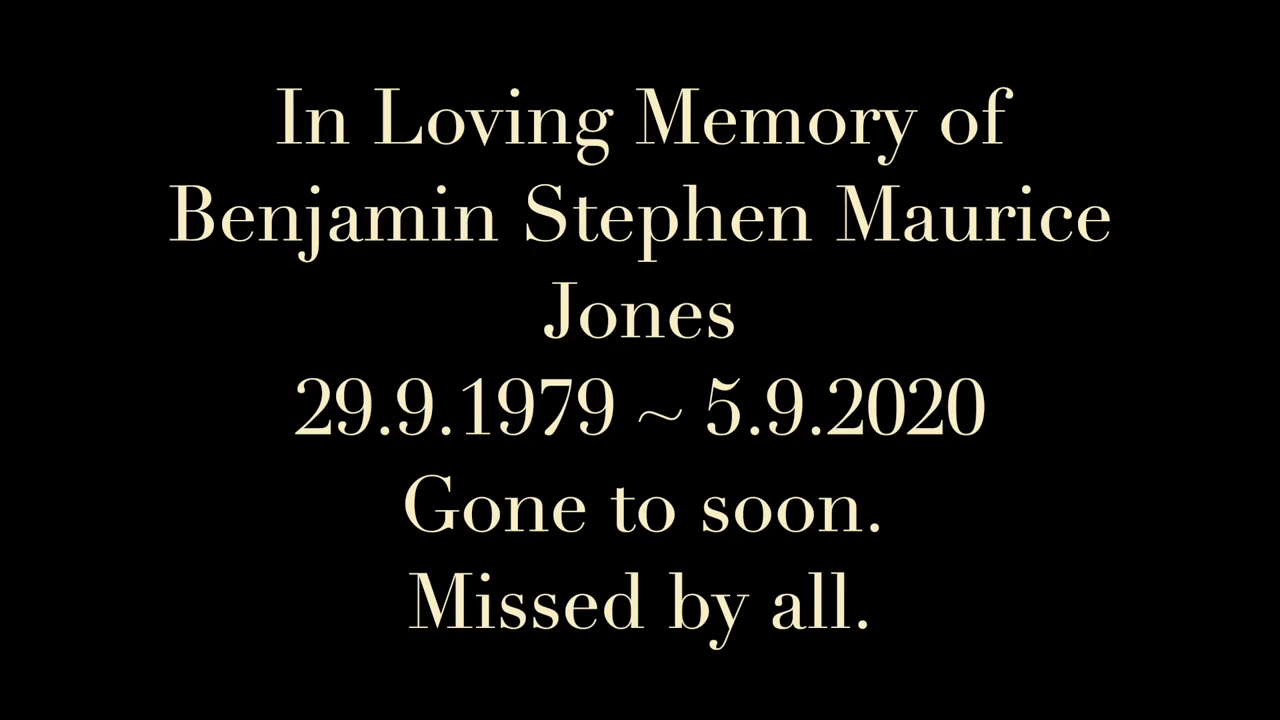 In Loving Memory of
Benjamin Stephen Maurice
Jones
29.9.1979 ~ 5.9.2020
Gone to soon.
Missed by all.